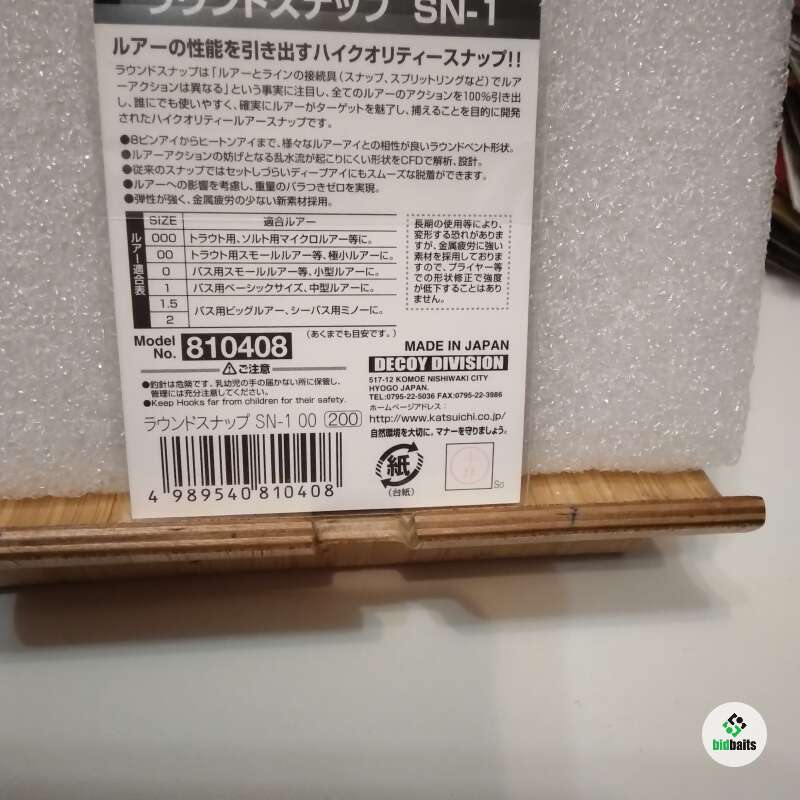 ラウンドスナップ SN-1
ルアーの性能を引き出すハイクオリティースナップ!!
ラウンドスナップは「ルアーとラインの接続具(スナップ、スプリットリングなど)でル
アーアクションは異なる」という事実に注目し、全てのルアーのアクションを100%引き出
し、誰にでも使いやすく、確実にルアーがターゲットを魅了し、捕えることを目的に開発
されたハイクオリティールアースナップです。
●8ピンアイからヒートンアイまで、様々なルアーアイとの相性が良いラウンドベント形状。
●ルアーアクションの妨げとなる乱水流が起こりにくい形状をCFDで解析、設計。
●従来のスナップではセットしづらいディープアイにもスムーズな脱着ができます。
●ルアーへの影響を考慮し、重量のバラつきゼロを実現。
●弾性が強く、金属疲労の少ない新素材採用。
ルアー適合表
SIZE 適合ルアー
000 トラウト用、ソルト用マイクロルアー等に。
00 トラウト用スモールルアー等、極小ルアーに。
0 バス用スモールルアー等、小型ルアーに。
1 バス用ベーシックサイズ、中型ルアーに。
1.5
2 バス用ビッグルアー、シーバス用ミノーに。
(あくまでも目安です。)
長期の使用等により、
変形する恐れがありま
すが、金属疲労に強い
素材を採用しており
ますので、プライヤー等
での形状修正で強度
が低下することはあり
ません。
Model No. 810408
⚠ご注意
●釣針は危険です。乳幼児の手の届かない所に保管し、
管理には充分注意してください。
●Keep Hooks far from children for their safety.
MADE IN JAPAN
DECOY DIVISION
517-12 KOMOE NISHIWAKI CITY
HYOGO JAPAN.
TEL:0795-22-5036 FAX:0795-22-3986
ホームページアドレス:
http://www.katsuichi.co.jp/
自然環境を大切に。マナーを守りましょう。
ラウンドスナップ SN-1 00 200
4 989540 810408
紙
(台紙)
So
bidbaits